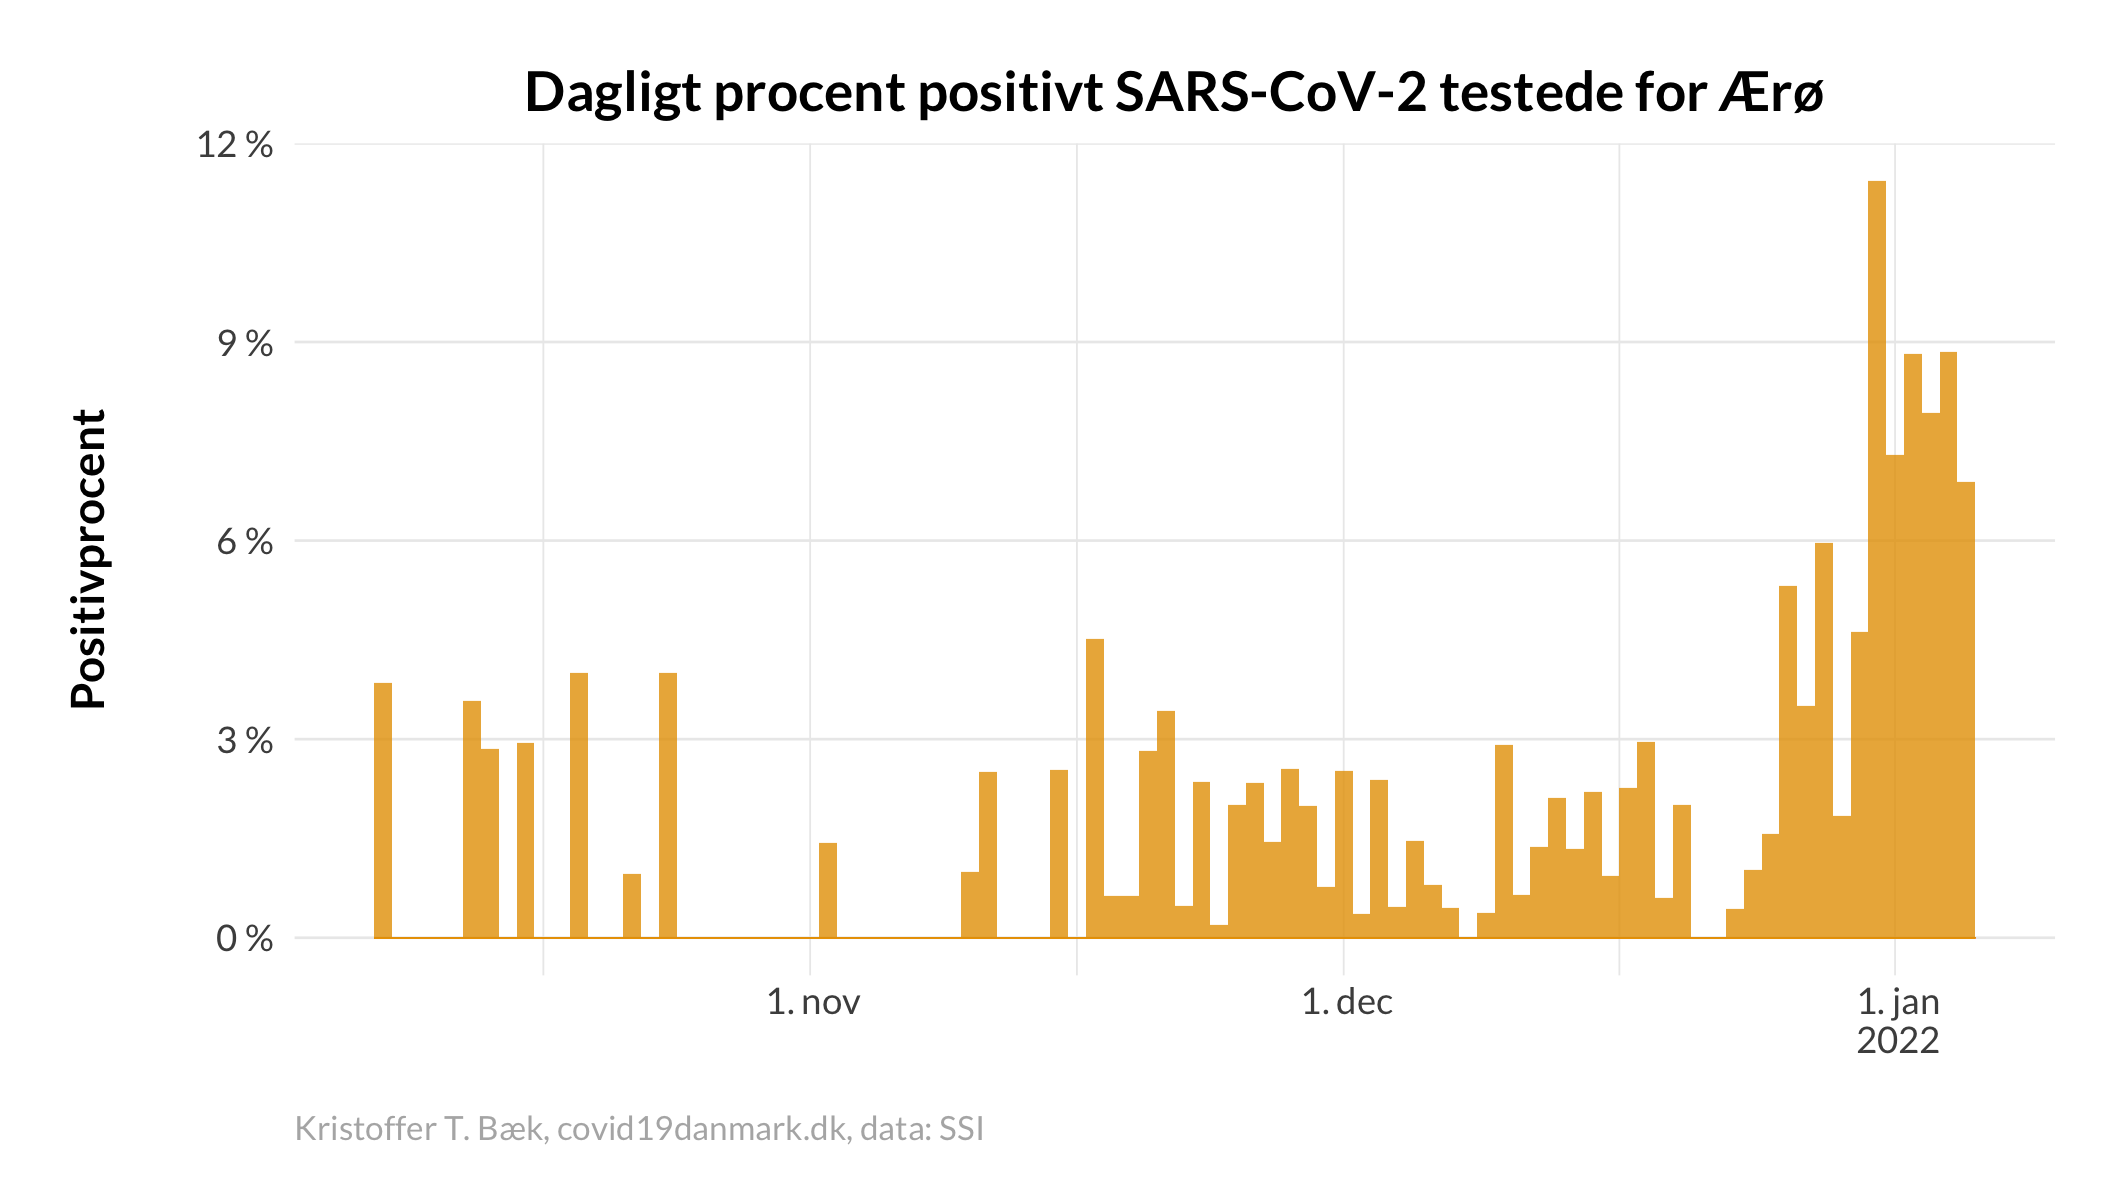 Dagligt procent positivt SARS-CoV-2 testede for Ærø
12 %
9 %
6 %
3 %
0 %
Positivprocent
1. nov
1. dec
1. jan
2022
Kristoffer T. Bæk, covid19danmark.dk, data: SSI